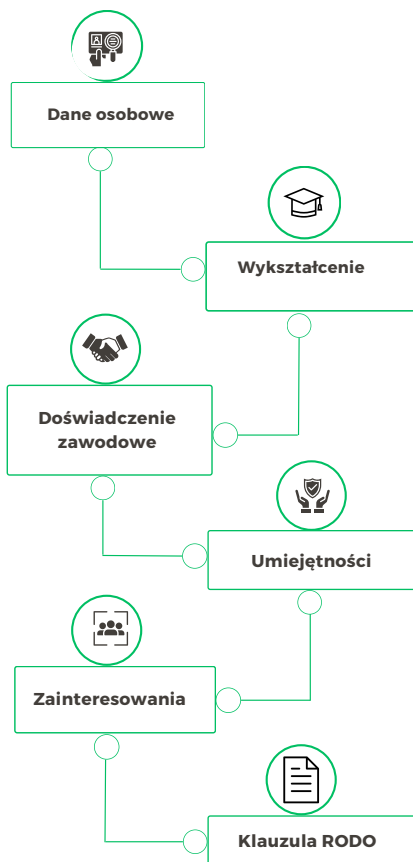 Dane osobowe
Wykształcenie
Doświadczenie
zawodowe
Umiejętności
Zainteresowania
Klauzula RODO